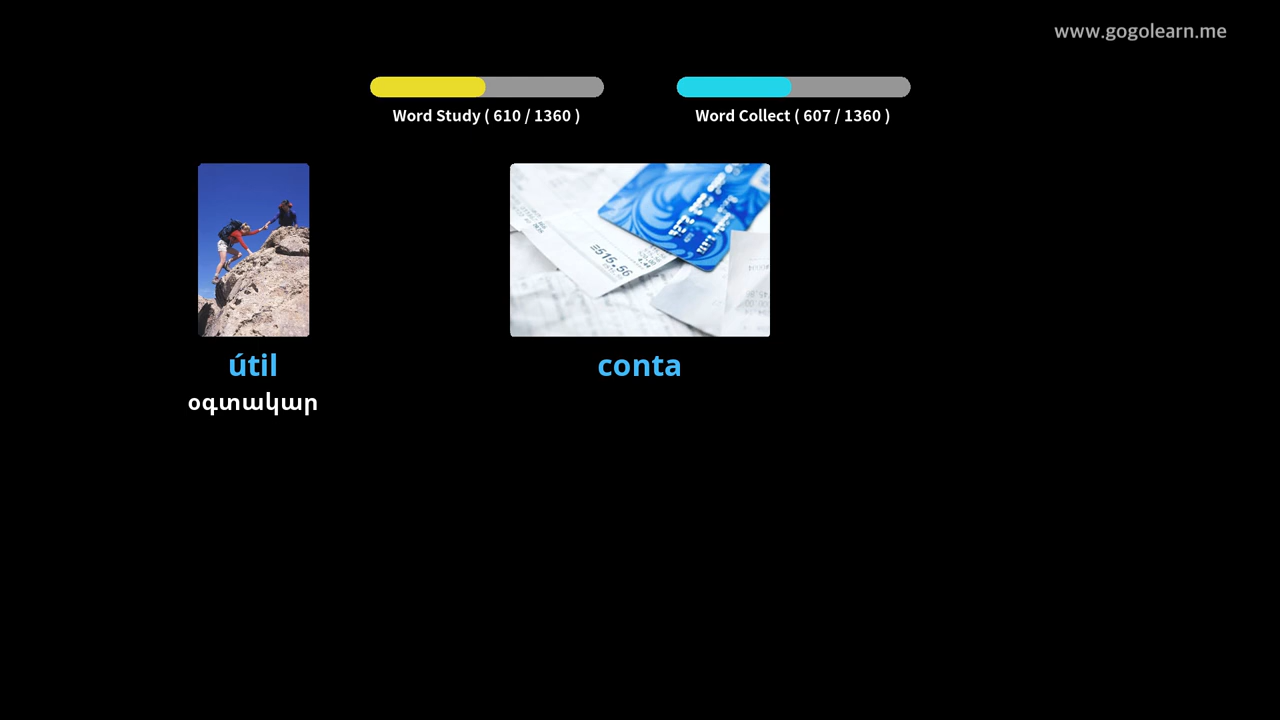 www.gogolearn.me
Word Study ( 610 / 1360 )
Word Collect ( 607 / 1360 )
útil
conta
օգտակար